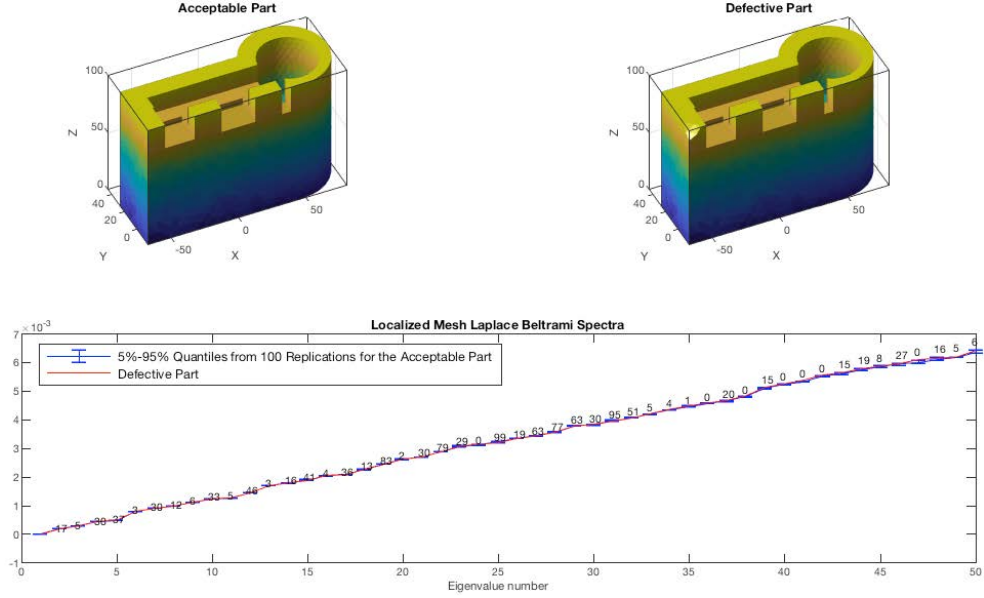 Acceptable Part
Defective Part
100
50
0
Z
40
20
0
Y
-50
0
50
X
100
50
0
Z
40
20
0
Y
-50
0
50
X
Localized Mesh Laplace Beltrami Spectra
7 ×10^-3
6
5
4
3
2
1
0
-1
5%-95% Quantiles from 100 Replications for the Acceptable Part
Defective Part
17 5 38 37 3 30 12 6 33 5 46 3 16 41 4 36 13 83 2 30 79 29 0 99 19 63 77 63 30 95 51 5 4 1 0 20 0 15 0 0 0 15 19 8 27 0 16 5 6
0 5 10 15 20 25 30 35 40 45 50
Eigenvalue number